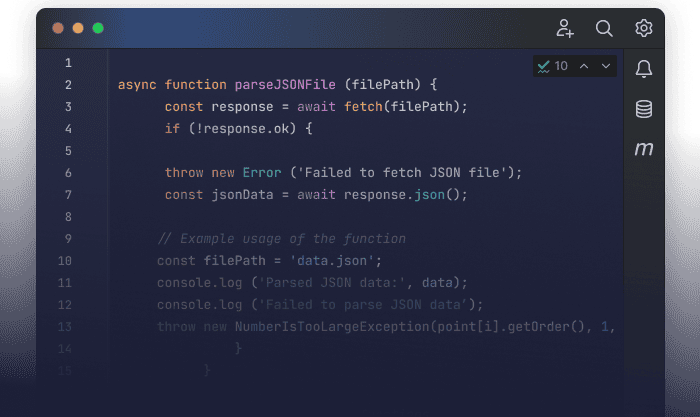 10
1
2 async function parseJSONFile (filePath) {
3 const response = await fetch(filePath);
4 if (!response.ok) {
5
m
6 throw new Error ('Failed to fetch JSON file');
7 const jsonData = await response.json();
8
9 // Example usage of the function
10 const filePath = 'data.json';
11 console.log ('Parsed JSON data:', data);
12 console.log ('Failed to parse JSON data');
13 throw new NumberIsTooLargeException(point[i].getOrder(), 1,
14 }
15 }